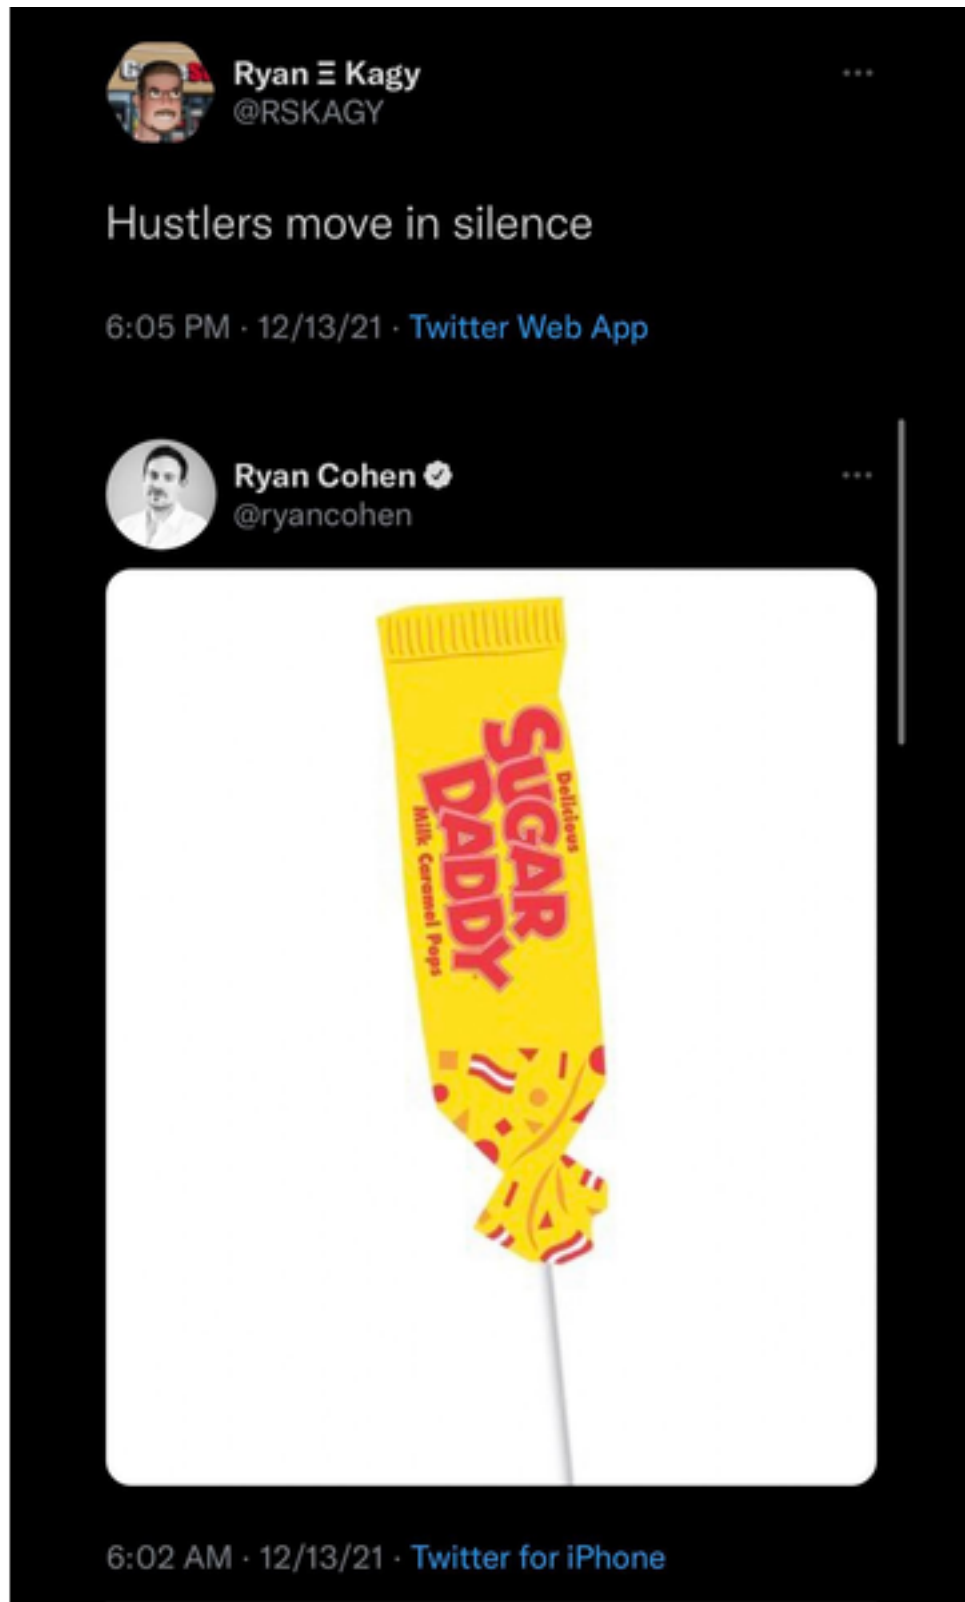 Ryan Ξ Kagy
@RSKAGY
Hustlers move in silence
6:05 PM · 12/13/21 · Twitter Web App
Ryan Cohen
@ryancohen
Delicious
SUGAR
DADDY
Milk Caramel Pops
6:02 AM · 12/13/21 · Twitter for iPhone